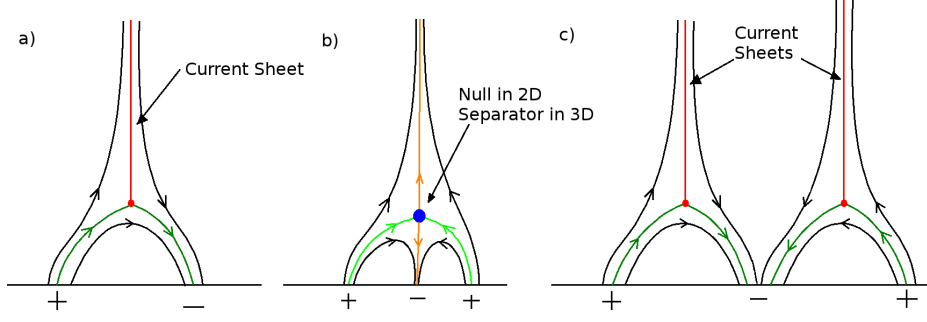 a)
Current Sheet
+
−
b)
Null in 2D
Separator in 3D
+
−
+
c)
Current
Sheets
+
−
+